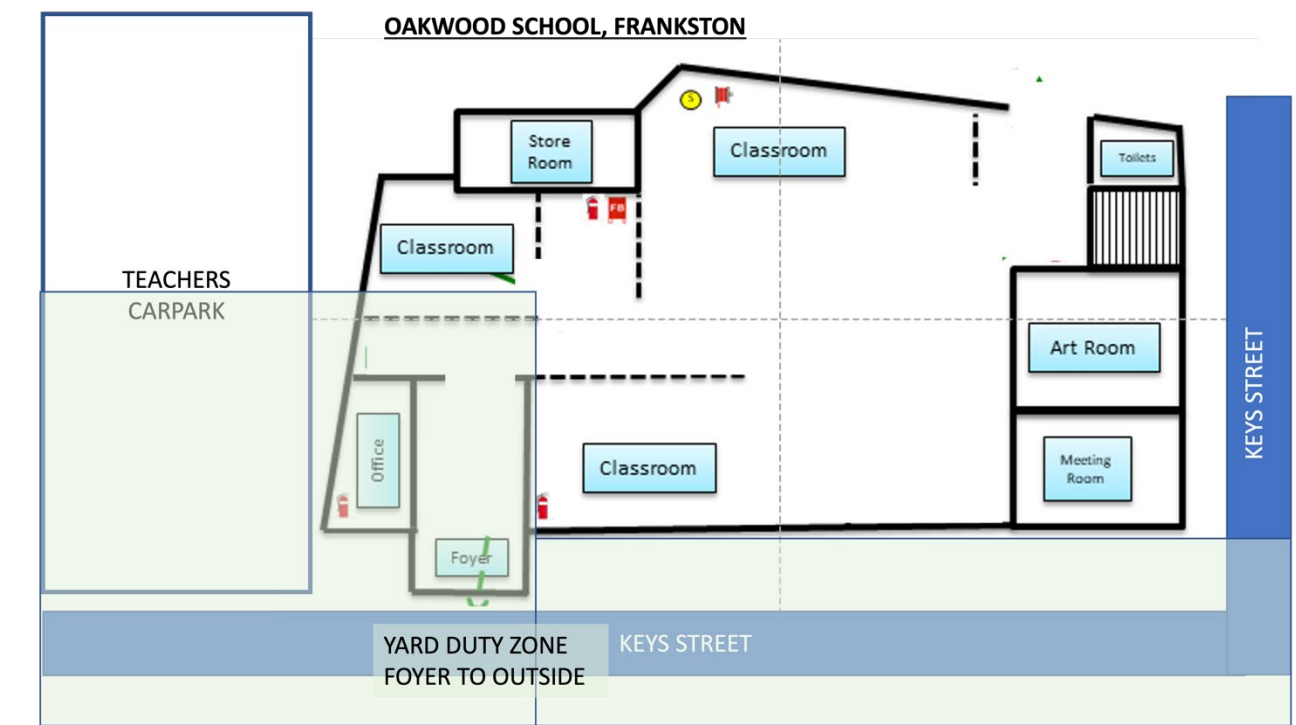 OAKWOOD SCHOOL, FRANKSTON
S
Store
Room
Classroom
Toilets
FB
Classroom
TEACHERS
CARPARK
Art Room
KEYS STREET
Office
Classroom
Meeting
Room
Foyer
YARD DUTY ZONE
FOYER TO OUTSIDE
KEYS STREET